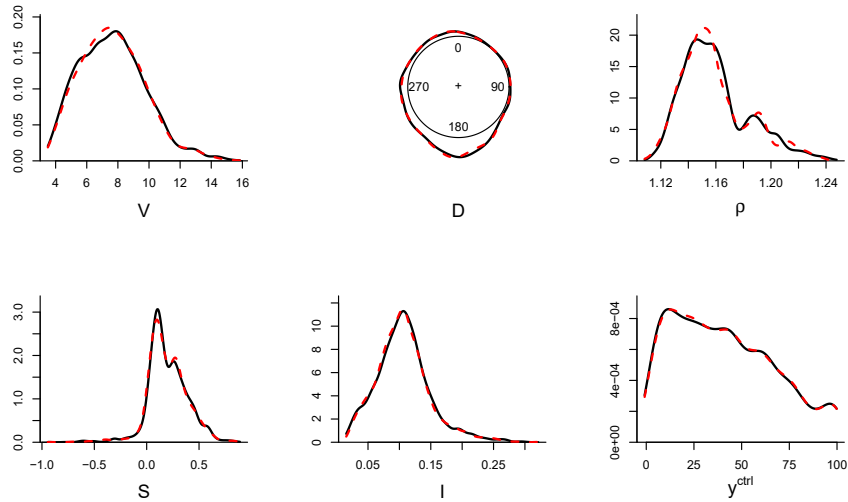 0.00 0.05 0.10 0.15 0.20
4 6 8 10 12 14 16
V
0
270 + 90
180
D
0 5 10 20
1.12 1.16 1.20 1.24
ρ
0.0 1.0 2.0 3.0
−1.0 −0.5 0.0 0.5
S
0 2 4 6 8 10
0.05 0.15 0.25
I
0e+00 4e−04 8e−04
0 25 50 75 100
y^ctrl